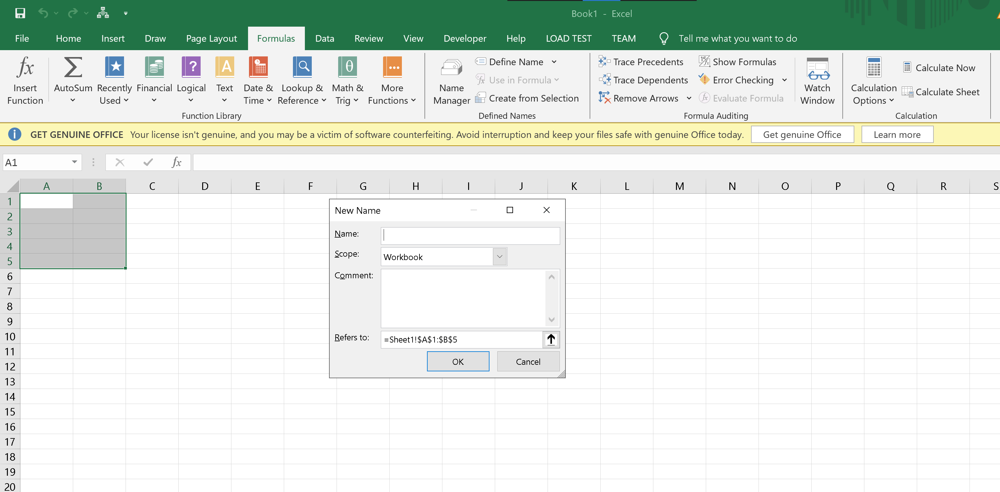 Book1 - Excel
File Home Insert Draw Page Layout Formulas Data Review View Developer Help LOAD TEST TEAM Tell me what you want to do
Insert Function
AutoSum
Recently Used
Financial
Logical
Text
Date & Time
Lookup & Reference
Math & Trig
More Functions
Function Library
Name Manager
Define Name
Use in Formula
Create from Selection
Defined Names
Trace Precedents
Trace Dependents
Remove Arrows
Show Formulas
Error Checking
Evaluate Formula
Formula Auditing
Watch Window
Calculation Options
Calculate Now
Calculate Sheet
Calculation
GET GENUINE OFFICE Your license isn't genuine, and you may be a victim of software counterfeiting. Avoid interruption and keep your files safe with genuine Office today. Get genuine Office Learn more
A1 fx
A B C D E F G H I J K L M N O P Q R S
1
2
3
4
5
6
7
8
9
10
11
12
13
14
15
16
17
18
19
20
New Name
Name:
Scope: Workbook
Comment:
Refers to: =Sheet1!$A$1:$B$5
OK Cancel